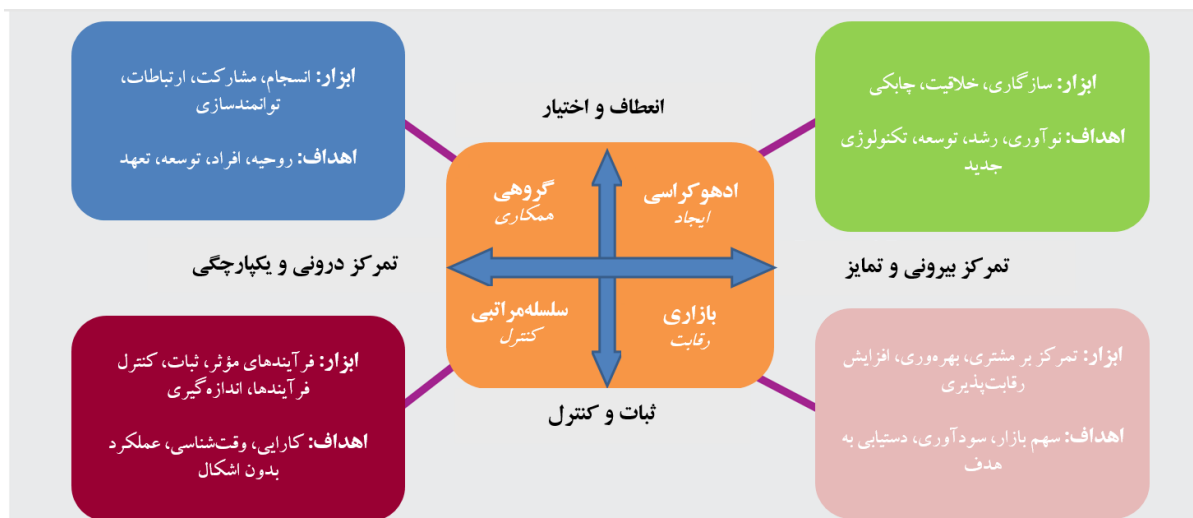 ابزار: سازگاری، خلاقیت، چابکی
اهداف: نوآوری، رشد، توسعه، تکنولوژی
جدید
ابزار: انسجام، مشارکت، ارتباطات،
توانمندسازی
اهداف: روحیه، افراد، توسعه، تعهد
انعطاف و اختیار
ادهوکراسی
ایجاد
گروهی
همکاری
تمرکز بیرونی و تمایز
تمرکز درونی و یکپارچگی
بازاری
رقابت
سلسله‌مراتبی
کنترل
ثبات و کنترل
ابزار: تمرکز بر مشتری، بهره‌وری، افزایش
رقابت‌پذیری
اهداف: سهم بازار، سودآوری، دستیابی به
هدف
ابزار: فرآیندهای مؤثر، ثبات، کنترل
فرآیندها، اندازه‌گیری
اهداف: کارایی، وقت‌شناسی، عملکرد
بدون اشکال